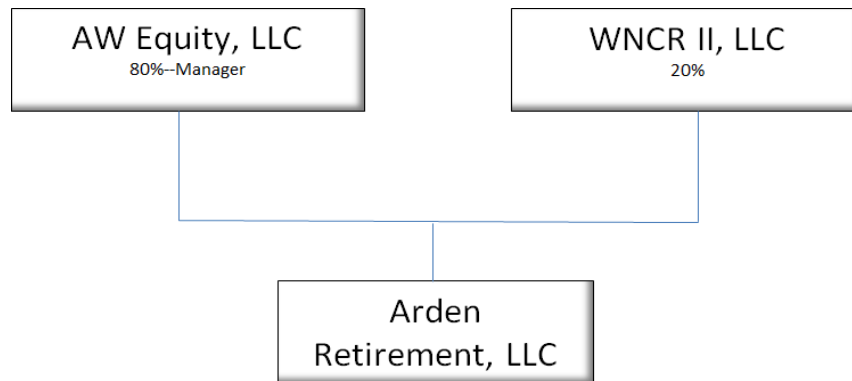 AW Equity, LLC
80%--Manager
WNCR II, LLC
20%
Arden
Retirement, LLC